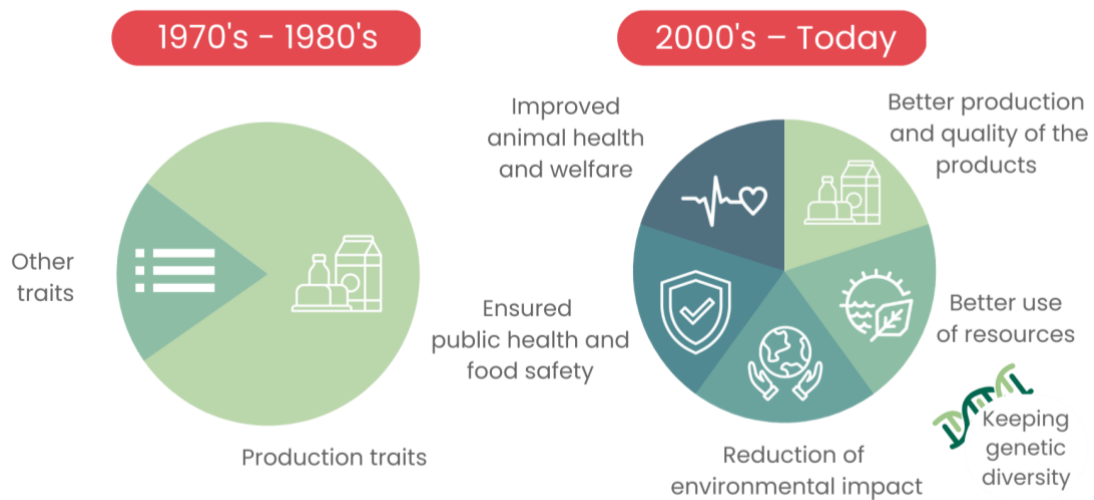 1970's - 1980's
Other
traits
Production traits
2000's – Today
Improved
animal health
and welfare
Better production
and quality of the
products
Ensured
public health and
food safety
Better use
of resources
Reduction of
environmental impact
Keeping
genetic
diversity